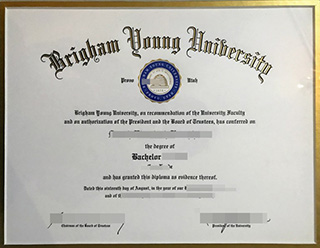 Brigham Young University
Provo Utah
Brigham Young University, on recommendation of the University Faculty
and on authorization of the President and the Board of Trustees, has conferred on
the degree of
Bachelor
and has granted this diploma as evidence thereof.
Dated this sixteenth day of August, in the year of our
and of
Chairman of the Board of Trustees President of the University